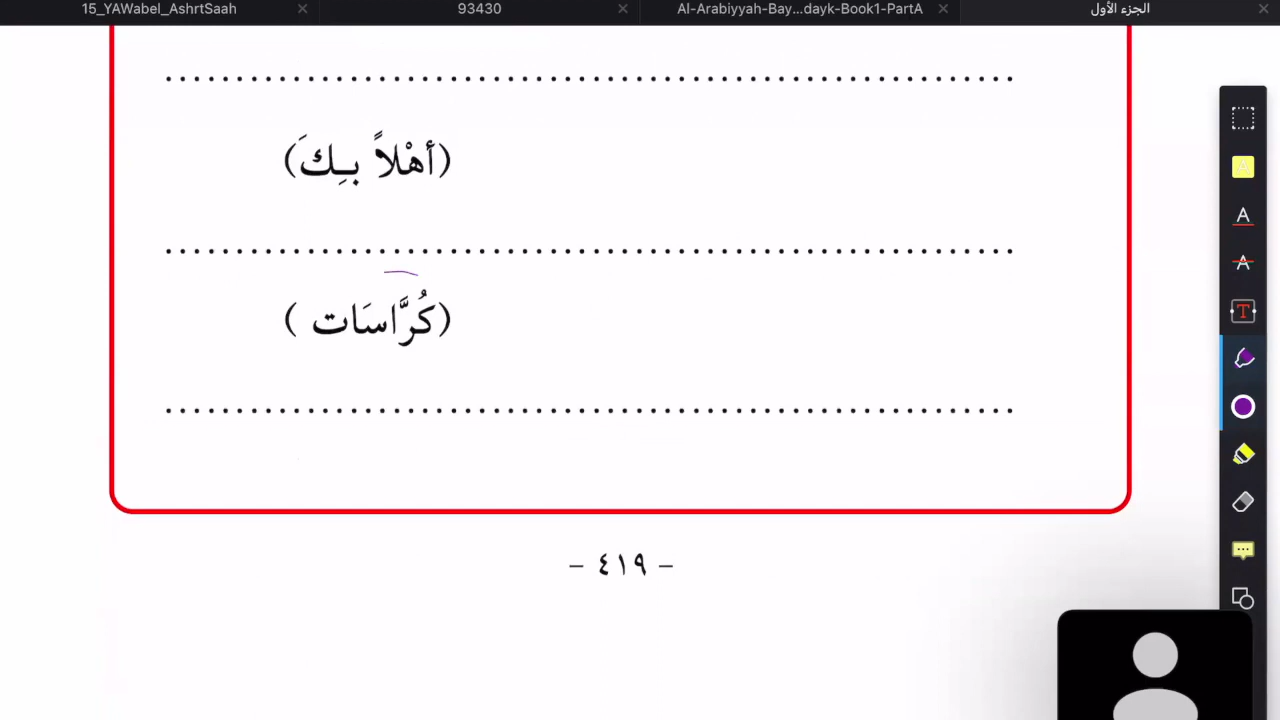 15_YAWabel_AshrtSaah
93430
Al-Arabiyyah-Bay...dayk-Book1-PartA
الجزء الأول
(أهْلاً بِكَ)
(كُرَّاسَات )
– ٤١٩ –